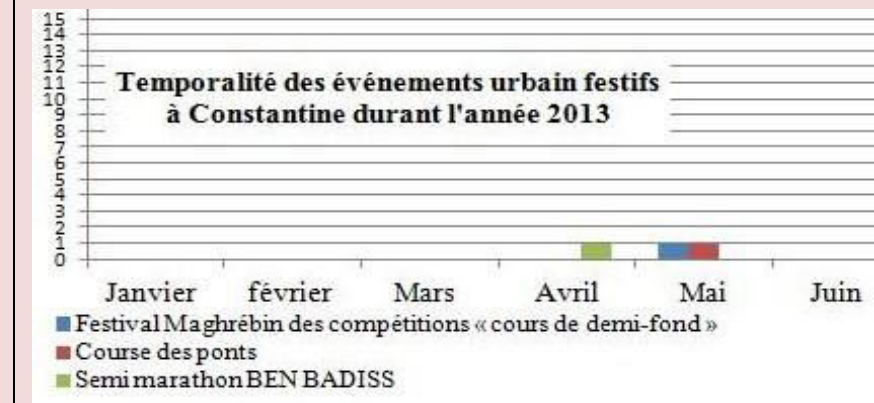 15
14
13
12
11
10
9
8
7
6
5
4
3
2
1
0
Temporalité des événements urbain festifs
à Constantine durant l'année 2013
Janvier février Mars Avril Mai Juin
Festival Maghrébin des compétitions « cours de demi-fond »
Course des ponts
Semi marathon BEN BADISS